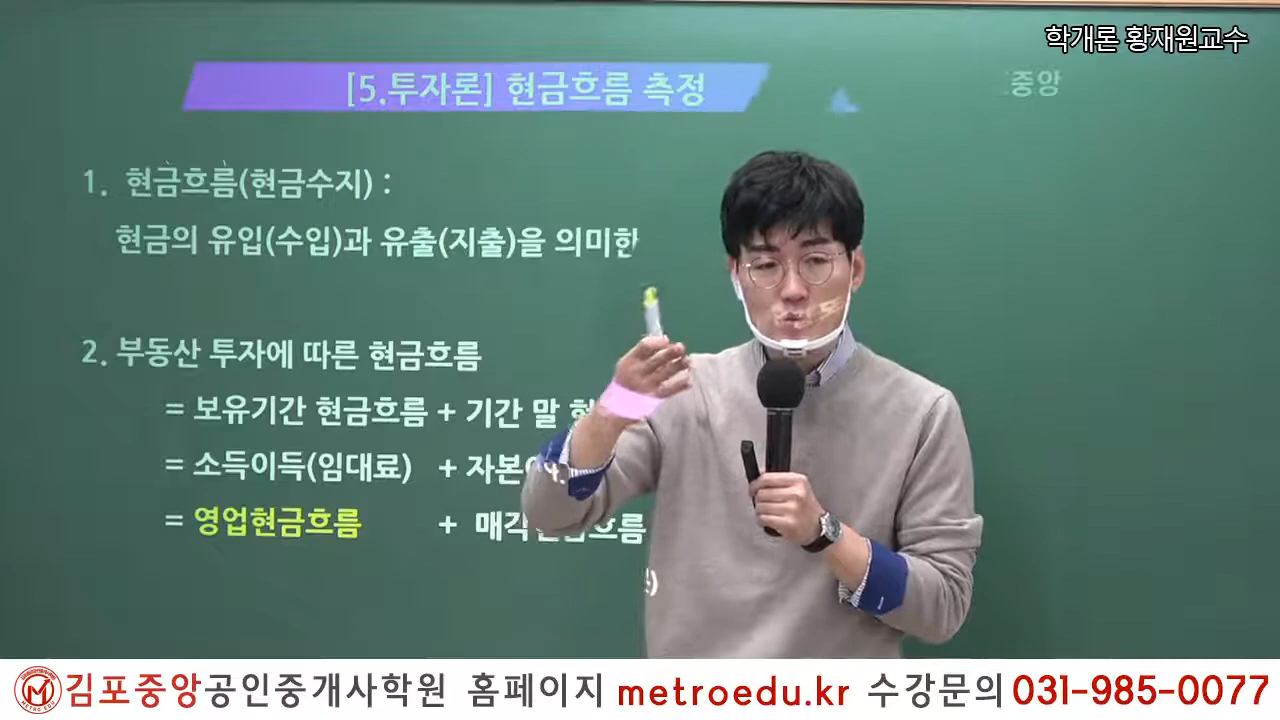 학개론 황재원교수
[5.투자론] 현금흐름 측정
중앙
1. 현금흐름(현금수지) :
현금의 유입(수입)과 유출(지출)을 의미한
2. 부동산 투자에 따른 현금흐름
= 보유기간 현금흐름 + 기간 말
= 소득이득(임대료) + 자본
= 영업현금흐름 + 매각 흐름
김포중앙공인중개사학원 홈페이지 metroedu.kr 수강문의 031-985-0077